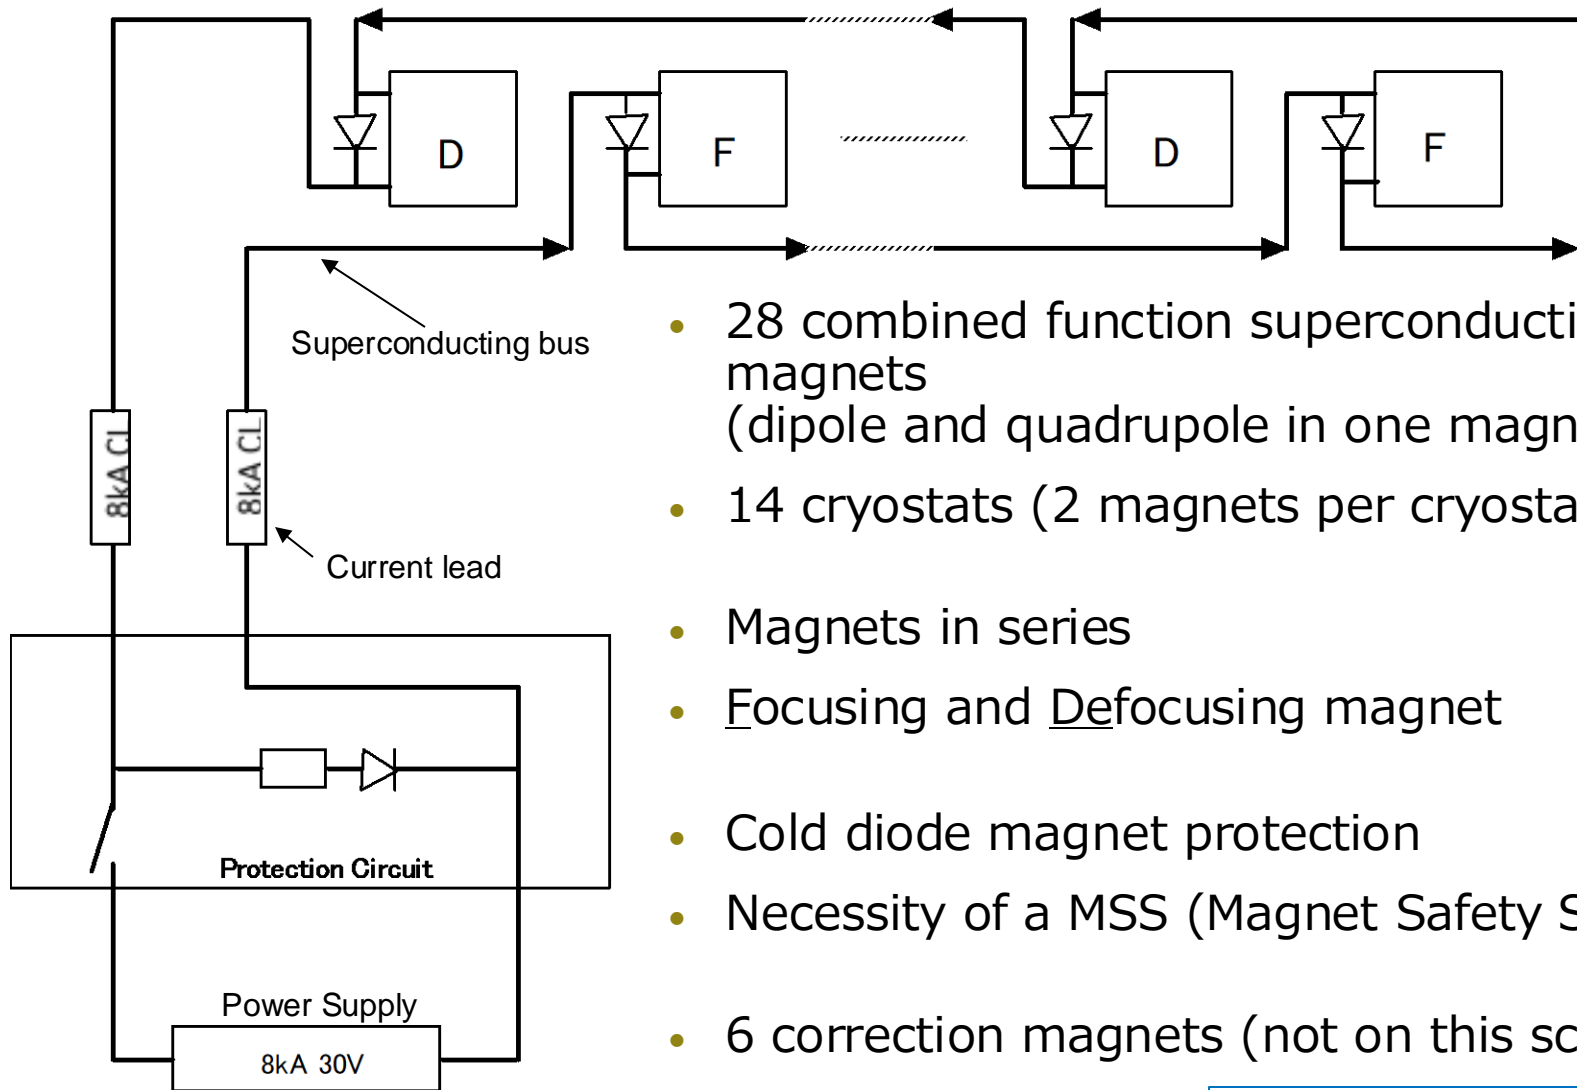 D
F
D
F
Superconducting bus
8kA CL
8kA CL
Current lead
Protection Circuit
Power Supply
8kA 30V
• 28 combined function superconducti
magnets
(dipole and quadrupole in one magn
• 14 cryostats (2 magnets per cryosta
• Magnets in series
• Focusing and Defocusing magnet
• Cold diode magnet protection
• Necessity of a MSS (Magnet Safety S
• 6 correction magnets (not on this sc